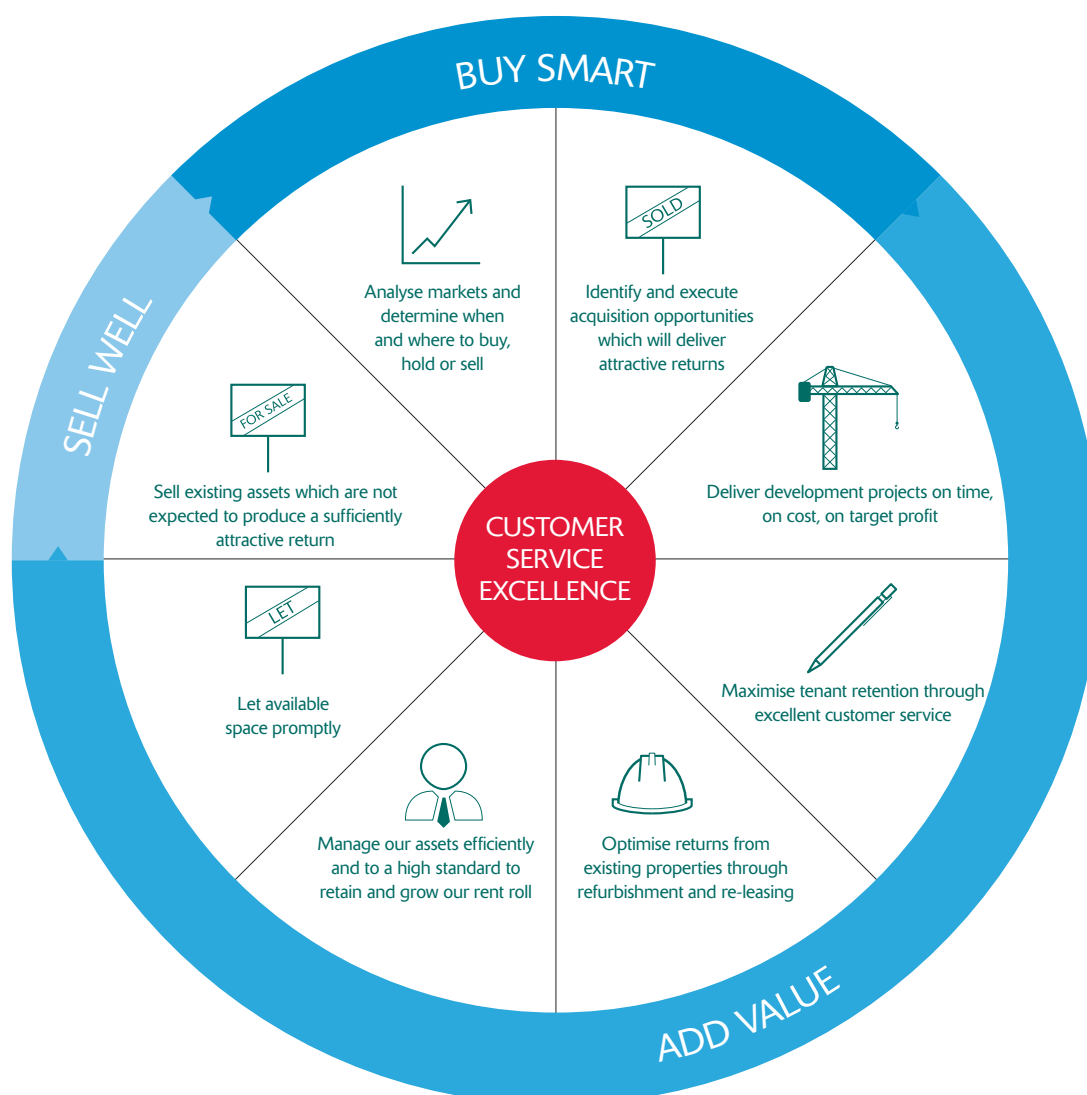 BUY SMART
Analyse markets and
determine when
and where to buy,
hold or sell
SOLD
Identify and execute
acquisition opportunities
which will deliver
attractive returns
Deliver development projects on time,
on cost, on target profit
Maximise tenant retention through
excellent customer service
Optimise returns from
existing properties through
refurbishment and re-leasing
ADD VALUE
Manage our assets efficiently
and to a high standard to
retain and grow our rent roll
LET
Let available
space promptly
SELL WELL
FOR SALE
Sell existing assets which are not
expected to produce a sufficiently
attractive return
CUSTOMER
SERVICE
EXCELLENCE